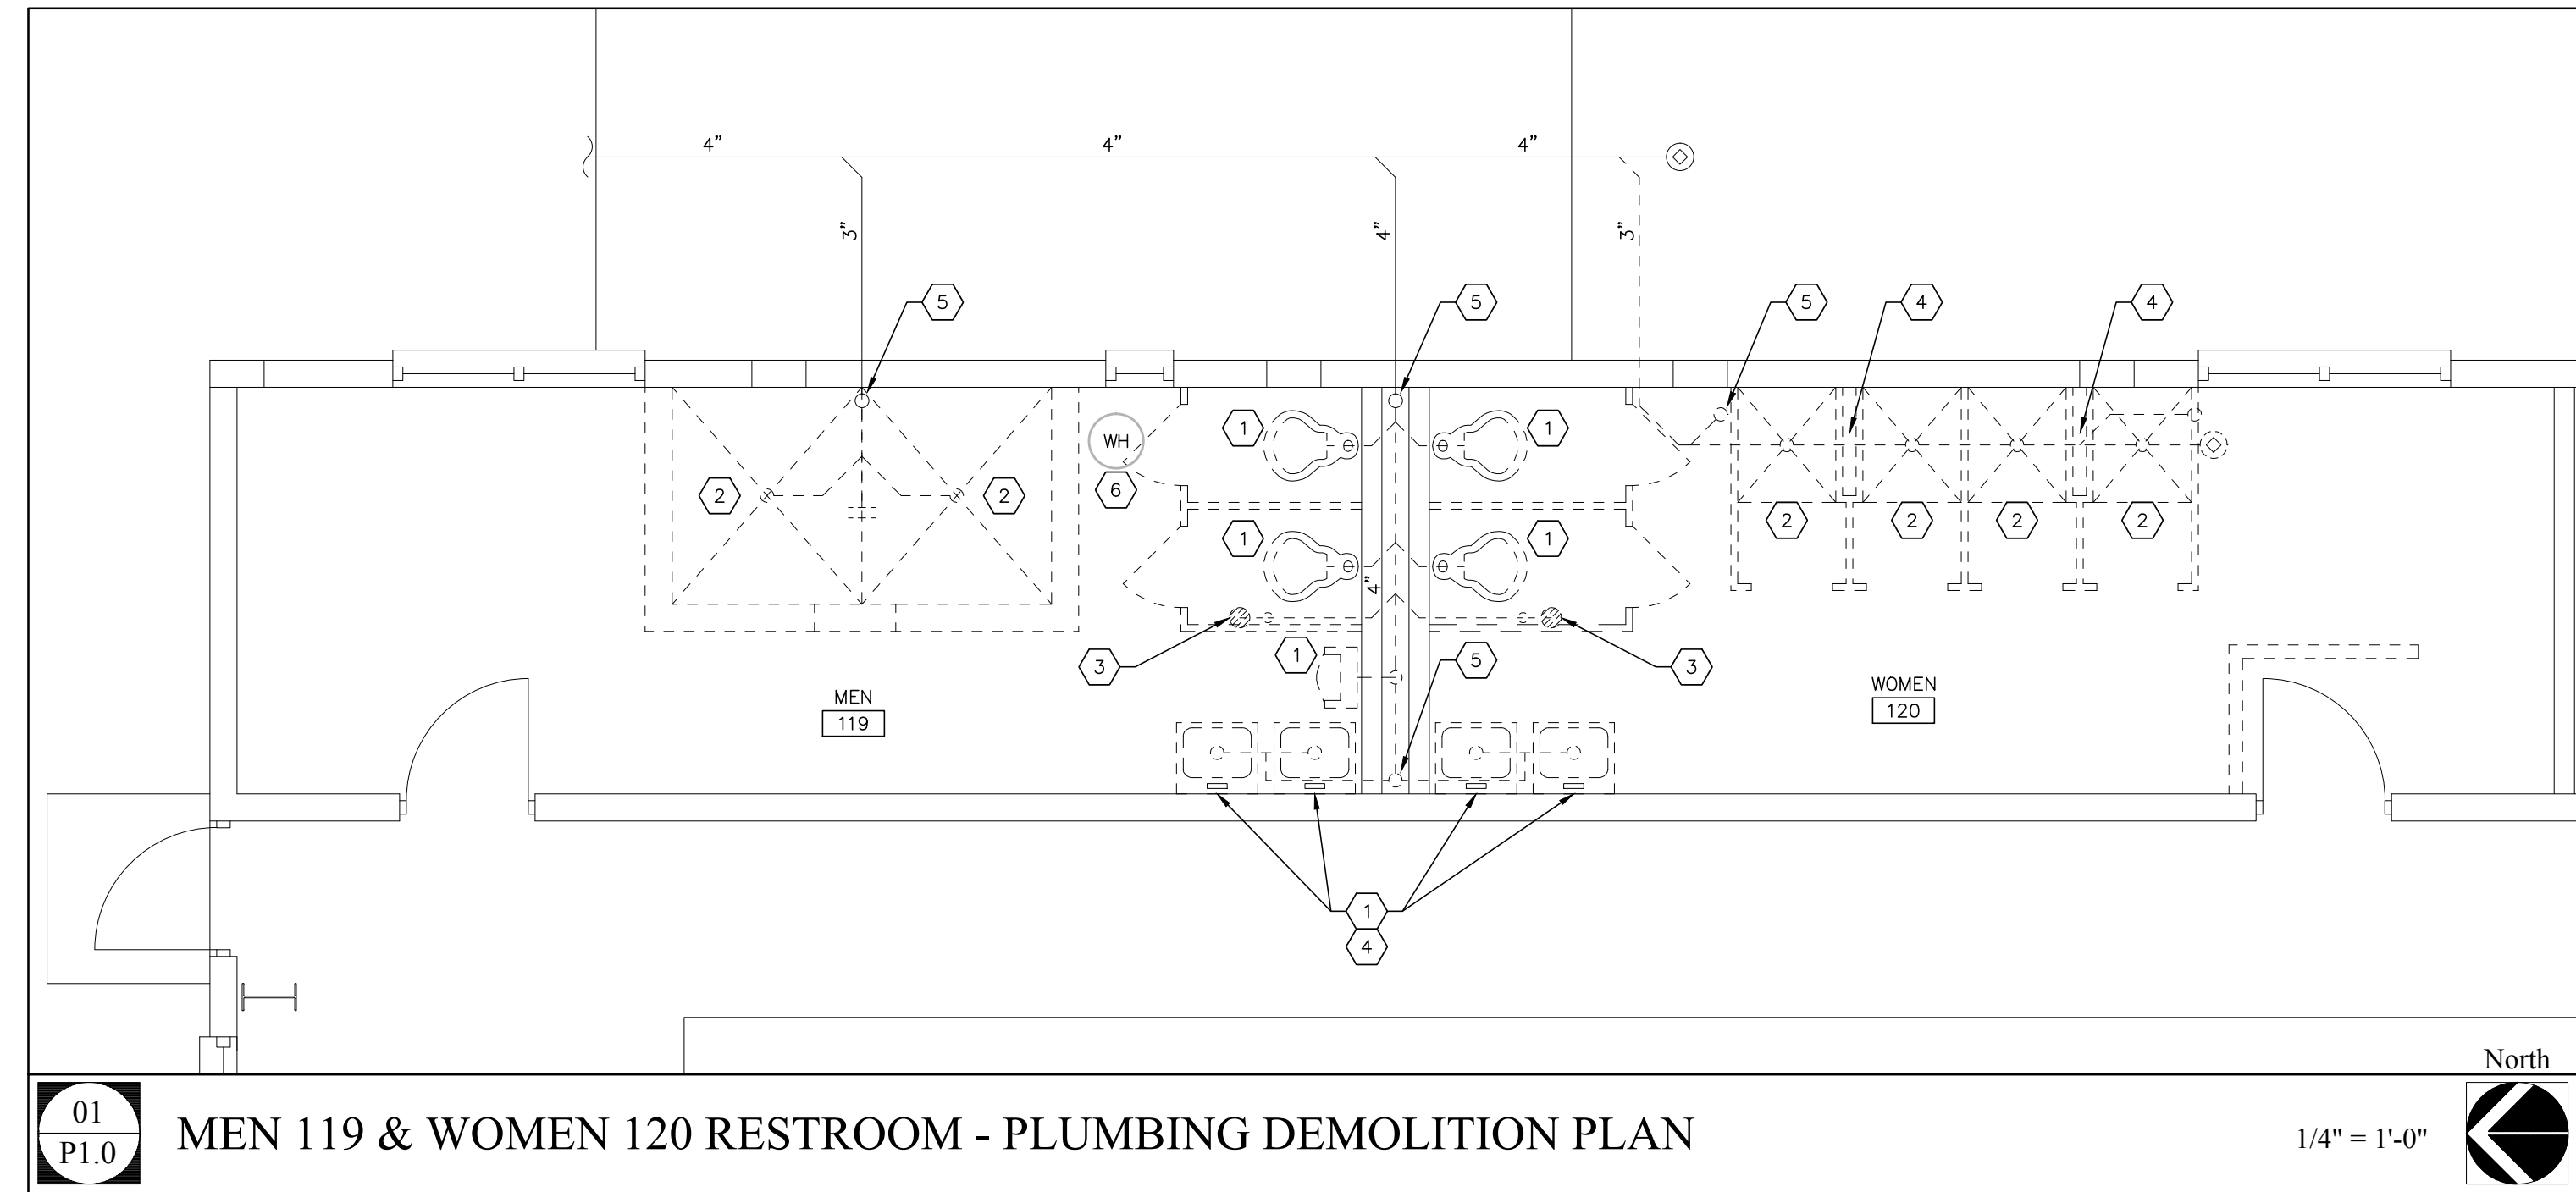 4” 4” 4”
3” 4” 3”
5 5 5 4 4
1 1
WH
6
2 2 2 2 2 2
1 1
4”
3 1 5 3
MEN
119
WOMEN
120
1
4
North
01
P1.0
MEN 119 & WOMEN 120 RESTROOM - PLUMBING DEMOLITION PLAN
1/4" = 1'-0"